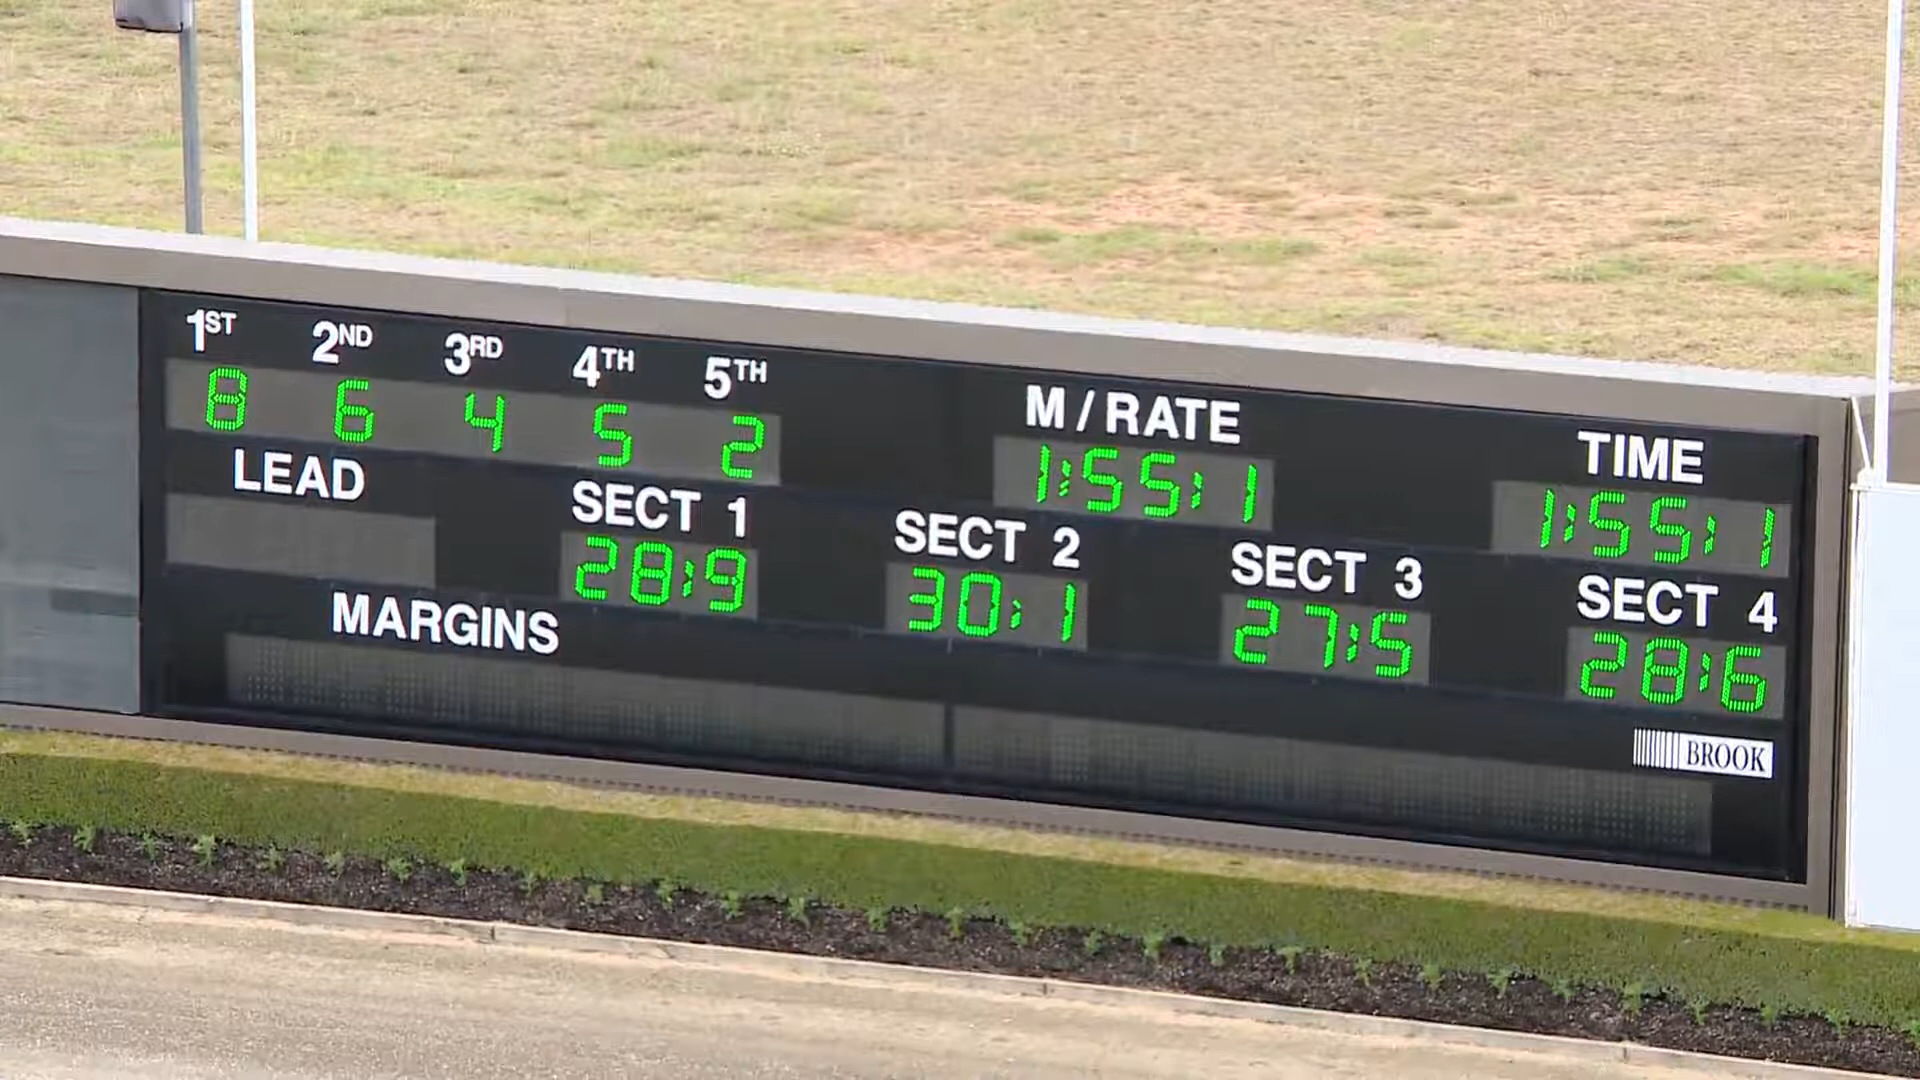 1ST 2ND 3RD 4TH 5TH M / RATE TIME
8 6 4 5 2 1:55:1 1:55:1
LEAD SECT 1 SECT 2 SECT 3 SECT 4
28:9 30:1 27:5 28:6
MARGINS
BROOK